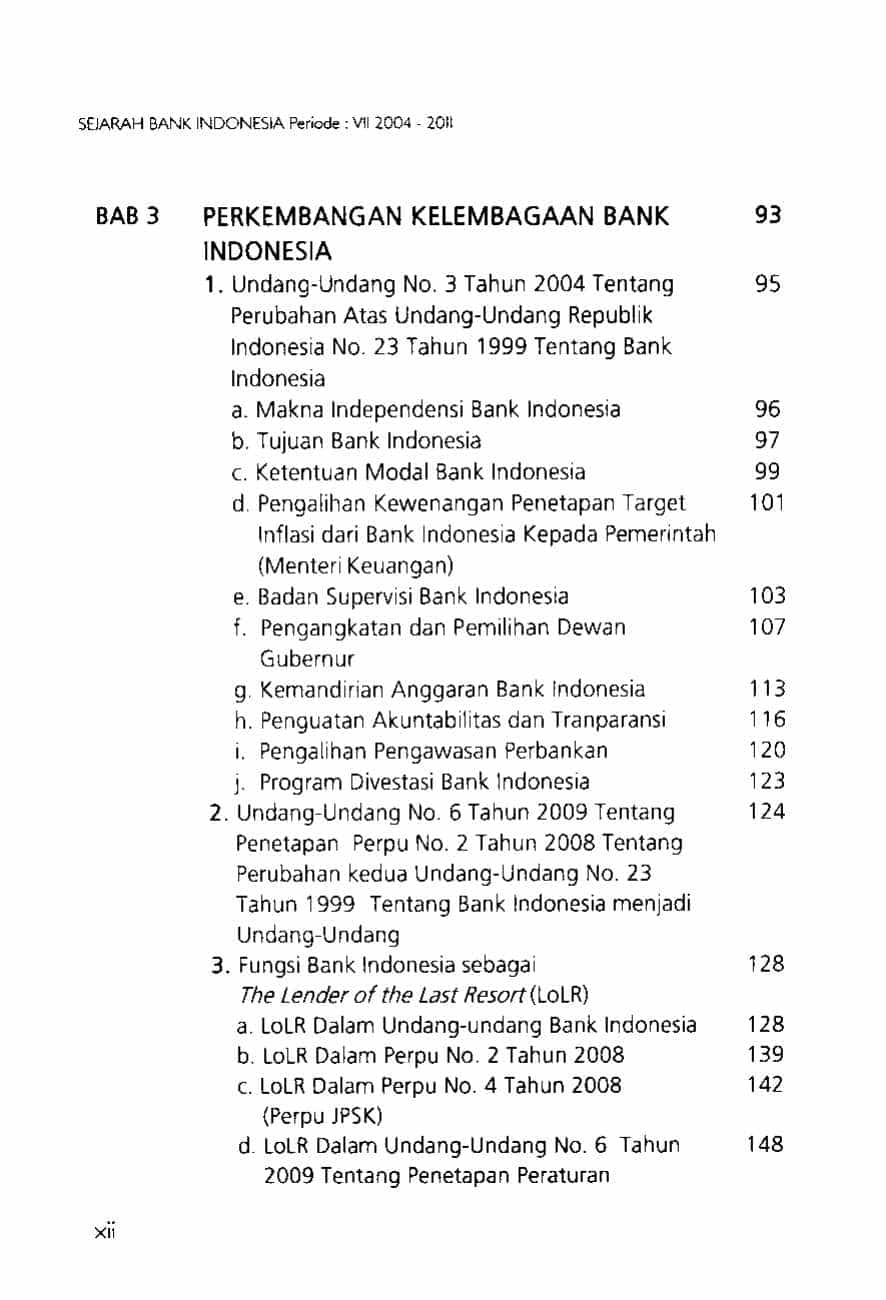 SEJARAH BANK INDONESIA Periode : VII 2004 - 2011
BAB 3 PERKEMBANGAN KELEMBAGAAN BANK 93
INDONESIA
1. Undang-Undang No. 3 Tahun 2004 Tentang 95
Perubahan Atas Undang-Undang Republik
Indonesia No. 23 Tahun 1999 Tentang Bank
Indonesia
a. Makna Independensi Bank Indonesia 96
b. Tujuan Bank Indonesia 97
c. Ketentuan Modal Bank Indonesia 99
d. Pengalihan Kewenangan Penetapan Target 101
Inflasi dari Bank Indonesia Kepada Pemerintah
(Menteri Keuangan)
e. Badan Supervisi Bank Indonesia 103
f. Pengangkatan dan Pemilihan Dewan 107
Gubernur
g. Kemandirian Anggaran Bank Indonesia 113
h. Penguatan Akuntabilitas dan Tranparansi 116
i. Pengalihan Pengawasan Perbankan 120
j. Program Divestasi Bank Indonesia 123
2. Undang-Undang No. 6 Tahun 2009 Tentang 124
Penetapan Perpu No. 2 Tahun 2008 Tentang
Perubahan kedua Undang-Undang No. 23
Tahun 1999 Tentang Bank Indonesia menjadi
Undang-Undang
3. Fungsi Bank Indonesia sebagai 128
The Lender of the Last Resort (LoLR)
a. LoLR Dalam Undang-undang Bank Indonesia 128
b. LoLR Dalam Perpu No. 2 Tahun 2008 139
c. LoLR Dalam Perpu No. 4 Tahun 2008 142
(Perpu JPSK)
d. LoLR Dalam Undang-Undang No. 6 Tahun 148
2009 Tentang Penetapan Peraturan
xii